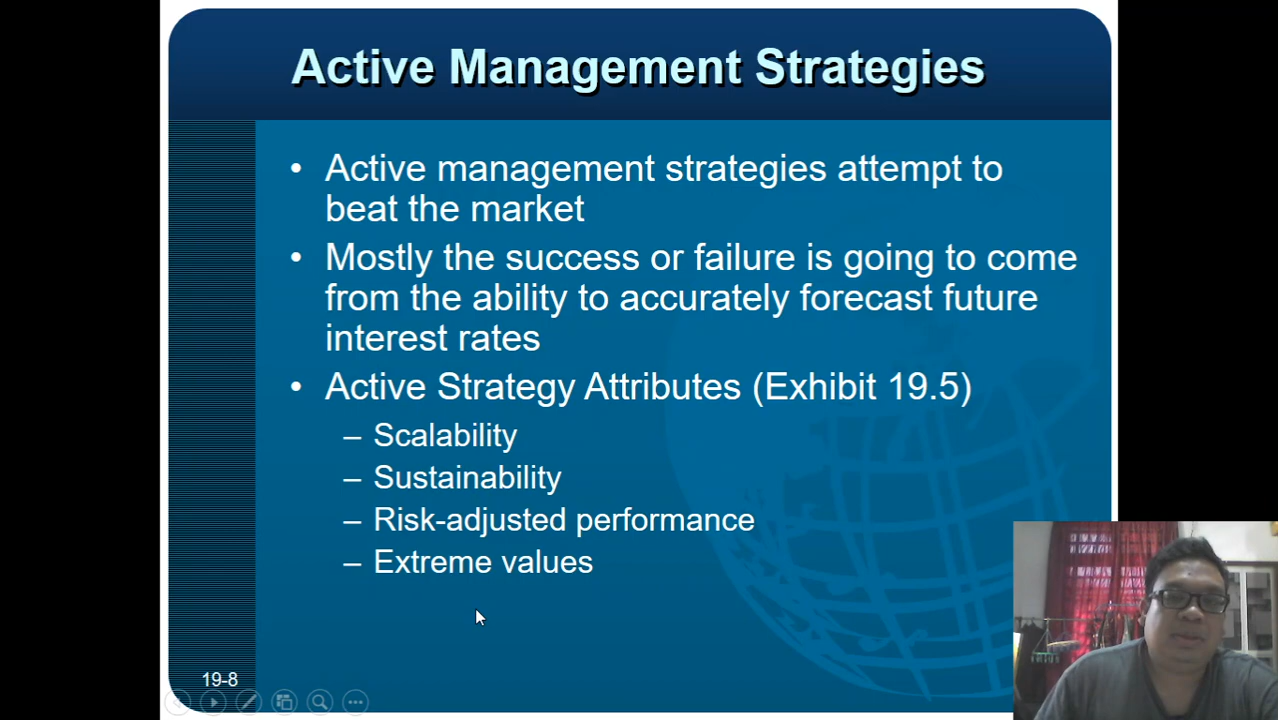 Active Management Strategies
• Active management strategies attempt to
beat the market
• Mostly the success or failure is going to come
from the ability to accurately forecast future
interest rates
• Active Strategy Attributes (Exhibit 19.5)
– Scalability
– Sustainability
– Risk-adjusted performance
– Extreme values
19-8